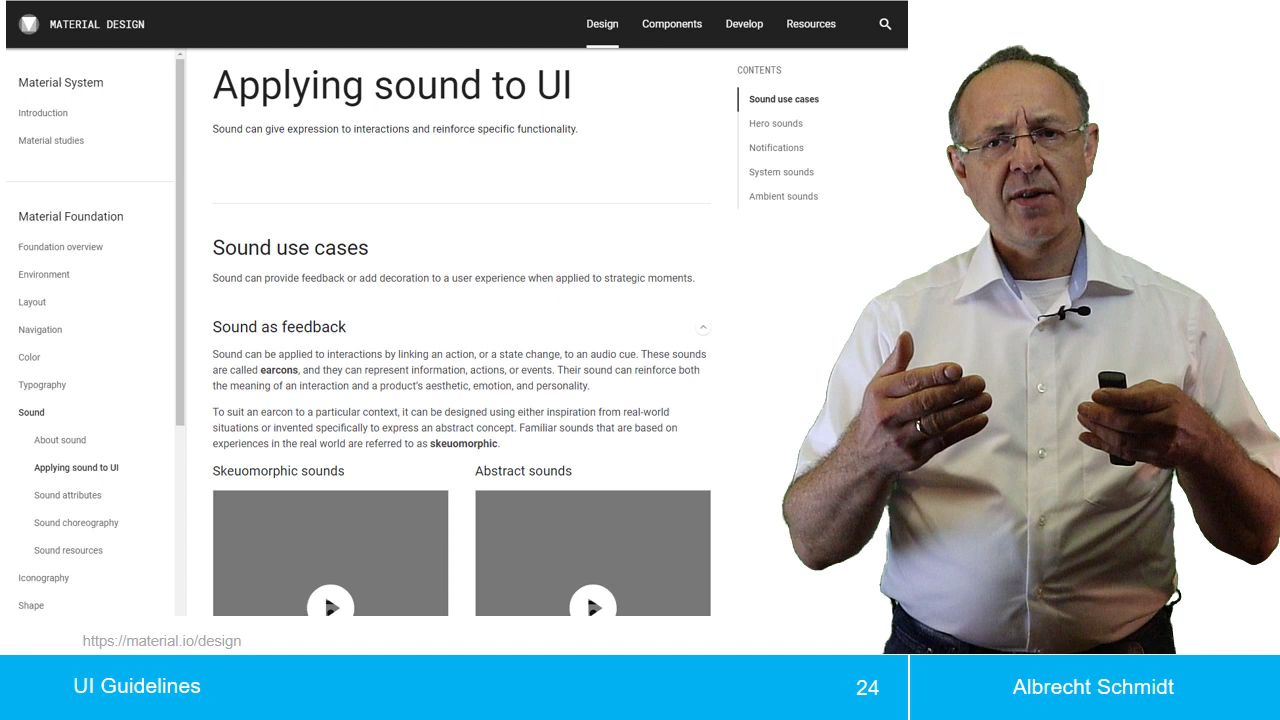 MATERIAL DESIGN
Design
Components
Develop
Resources
Material System
Introduction
Material studies
Material Foundation
Foundation overview
Environment
Layout
Navigation
Color
Typography
Sound
About sound
Applying sound to UI
Sound attributes
Sound choreography
Sound resources
Iconography
Shape
Applying sound to UI
Sound can give expression to interactions and reinforce specific functionality.
Sound use cases
Sound can provide feedback or add decoration to a user experience when applied to strategic moments.
Sound as feedback
Sound can be applied to interactions by linking an action, or a state change, to an audio cue. These sounds
are called earcons, and they can represent information, actions, or events. Their sound can reinforce both
the meaning of an interaction and a product's aesthetic, emotion, and personality.
To suit an earcon to a particular context, it can be designed using either inspiration from real-world
situations or invented specifically to express an abstract concept. Familiar sounds that are based on
experiences in the real world are referred to as skeuomorphic.
Skeuomorphic sounds
Abstract sounds
CONTENTS
Sound use cases
Hero sounds
Notifications
System sounds
Ambient sounds
https://material.io/design
UI Guidelines
24
Albrecht Schmidt